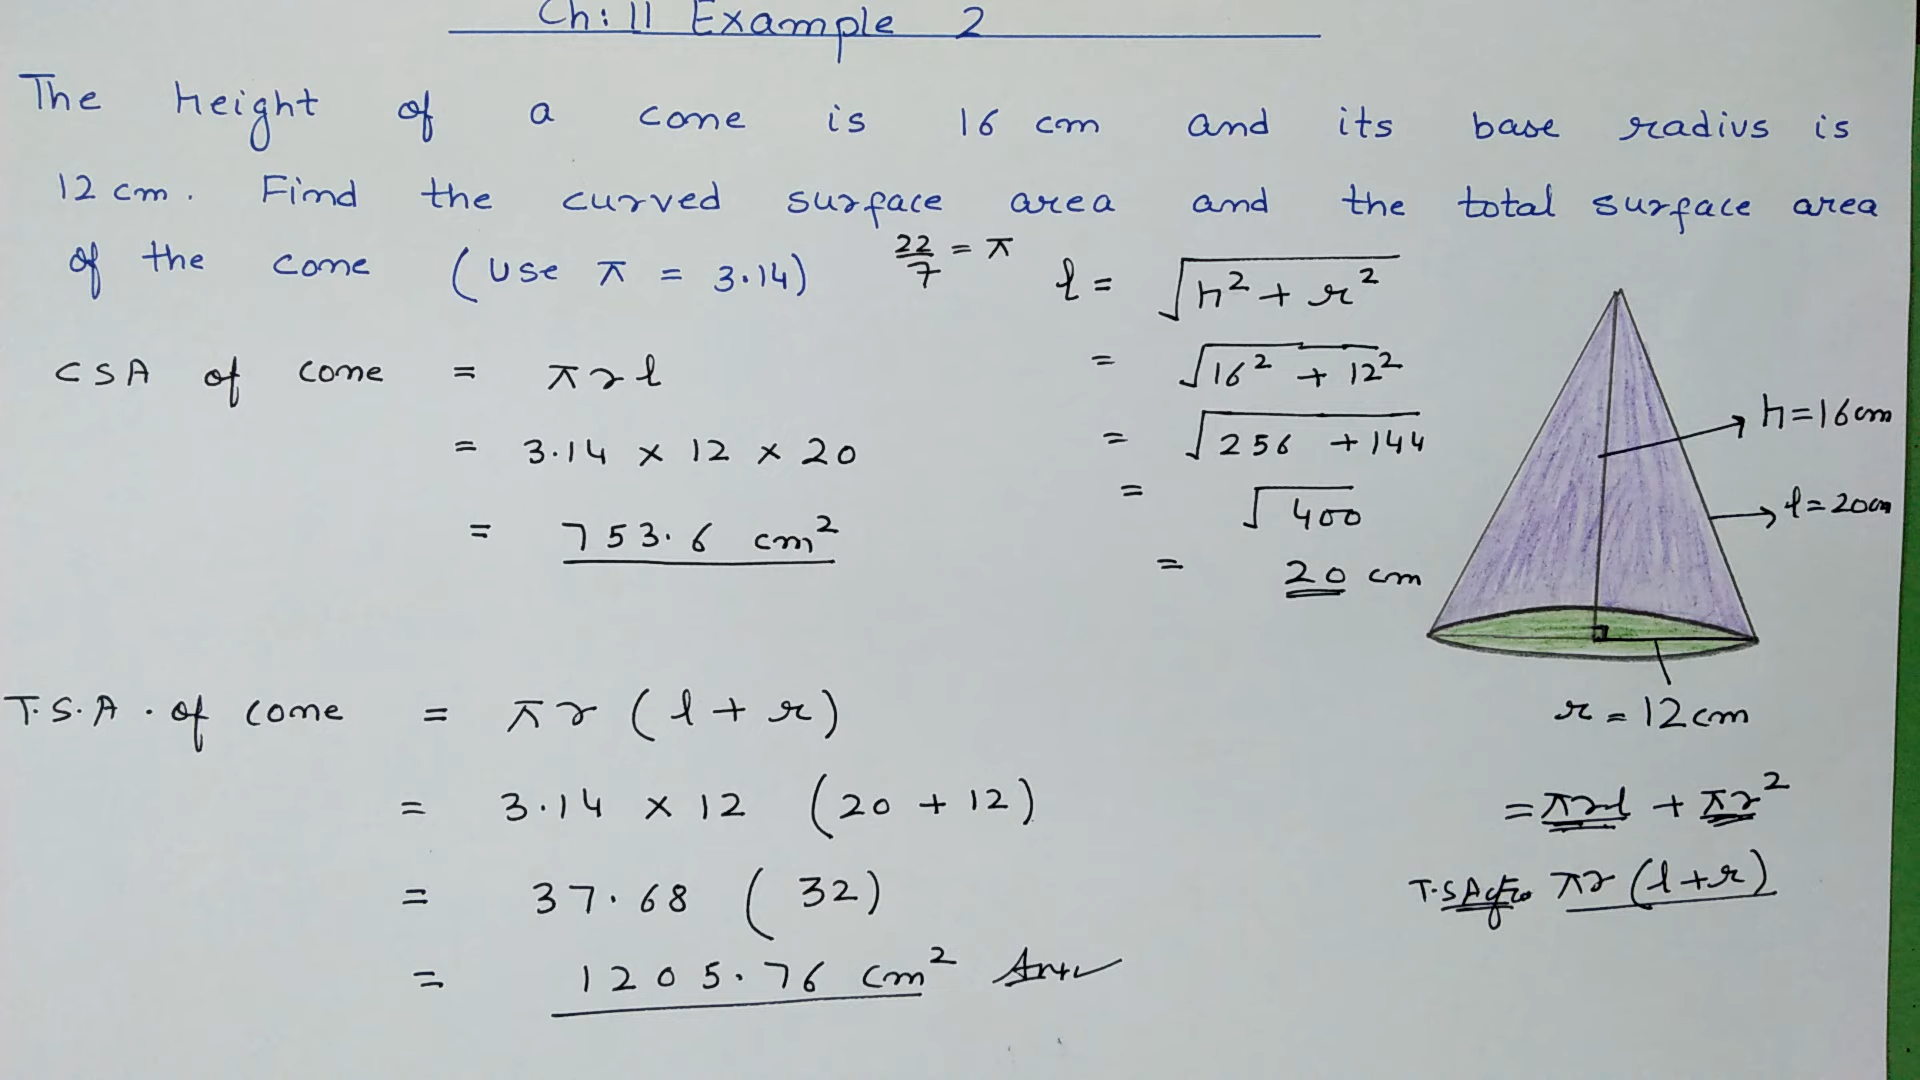 Ch: 11 Example 2
The height of a cone is 16 cm and its base radius is
12 cm. Find the curved surface area and the total surface area
of the cone (Use π = 3.14)
22/7 = π
l = √h² + r²
= √16² + 12²
= √256 + 144
= √400
= 20 cm
CSA of cone = πrl
= 3.14 × 12 × 20
= 753.6 cm²
h=16cm
l=20cm
r = 12cm
T.S.A. of cone = πr (l + r)
= 3.14 × 12 (20 + 12)
= 37.68 (32)
= 1205.76 cm² Ans
= πrl + πr²
T.SA of πr (l+r)